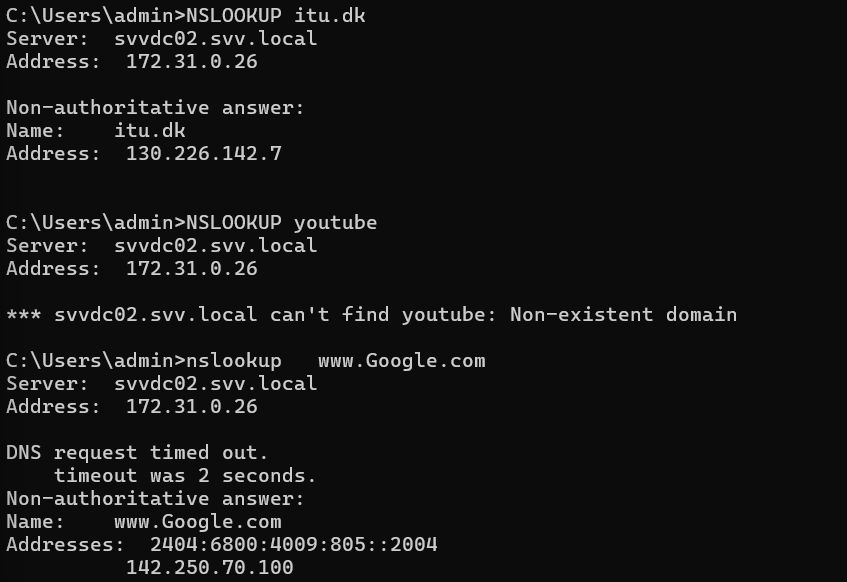 C:\Users\admin>NSLOOKUP itu.dk
Server:  svvdc02.svv.local
Address:  172.31.0.26
Non-authoritative answer:
Name:    itu.dk
Address:  130.226.142.7
C:\Users\admin>NSLOOKUP youtube
Server:  svvdc02.svv.local
Address:  172.31.0.26
*** svvdc02.svv.local can't find youtube: Non-existent domain
C:\Users\admin>nslookup   www.Google.com
Server:  svvdc02.svv.local
Address:  172.31.0.26
DNS request timed out.
    timeout was 2 seconds.
Non-authoritative answer:
Name:    www.Google.com
Addresses:  2404:6800:4009:805::2004
          142.250.70.100